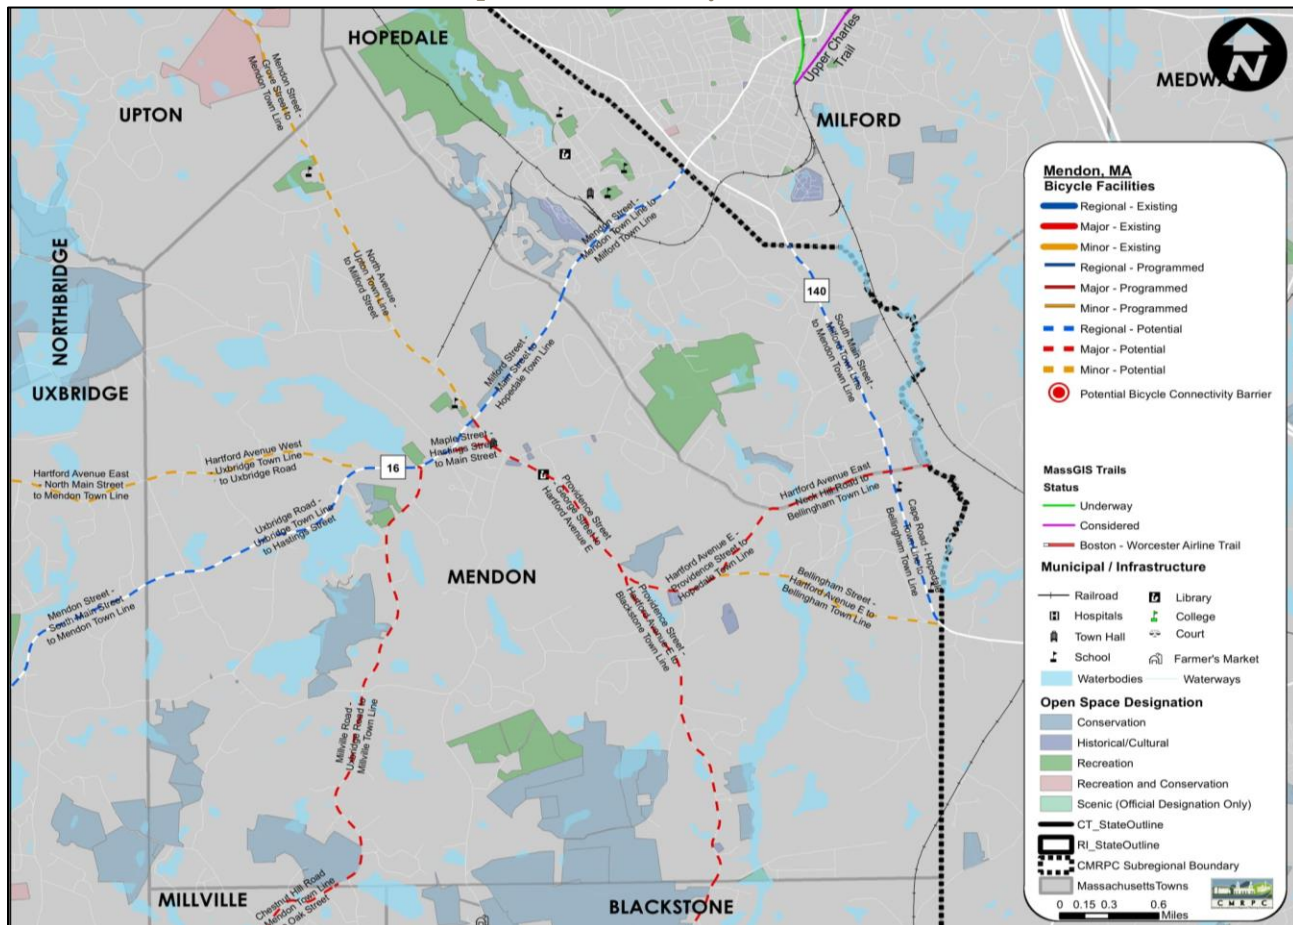 HOPEDALE
UPTON
Upper Charles
Trail
MILFORD
MEDW
Mendon Street -
Grove Street to
Mendon Town Line
NORTHBRIDGE
UXBRIDGE
North Avenue -
Upton Town Line
to Milford Street
Mendon Street -
Mendon Town Line to
Milford Town Line
140
South Main Street -
Milford Town Line
to Mendon Town Line
Milford Street -
Main Street to
Hopedale Town Line
Maple Street -
Hastings Street
to Main Street
16
Hartford Avenue West
Uxbridge Town Line
to Uxbridge Road
Hartford Avenue East
- North Main Street
to Mendon Town Line
Uxbridge Road -
Uxbridge Town Line
to Hastings Street
Mendon Street -
South Main Street
to Mendon Town Line
MENDON
Providence Street
- George Street to
Hartford Avenue E
Hartford Avenue East
Neck Hill Road to
Bellingham Town Line
Hartford Avenue E -
Providence Street to
Hopedale Town Line
Cape Road - Hopedale
Town Line to
Bellingham Town Line
Bellingham Street -
Hartford Avenue E to
Bellingham Town Line
Providence Street -
Hartford Avenue E to
Blackstone Town Line
Millville Road -
Uxbridge Road to
Millville Town Line
Chestnut Hill Road
Mendon Town Line
Oak Street
MILLVILLE
BLACKSTONE
N
Mendon, MA
Bicycle Facilities
Regional - Existing
Major - Existing
Minor - Existing
Regional - Programmed
Major - Programmed
Minor - Programmed
Regional - Potential
Major - Potential
Minor - Potential
Potential Bicycle Connectivity Barrier
MassGIS Trails
Status
Underway
Considered
Boston - Worcester Airline Trail
Municipal / Infrastructure
Railroad
Library
Hospitals
College
Town Hall
Court
School
Farmer's Market
Waterbodies
Waterways
Open Space Designation
Conservation
Historical/Cultural
Recreation
Recreation and Conservation
Scenic (Official Designation Only)
CT_StateOutline
RI_StateOutline
CMRPC Subregional Boundary
MassachusettsTowns
CMRPC
0 0.15 0.3 0.6
Miles